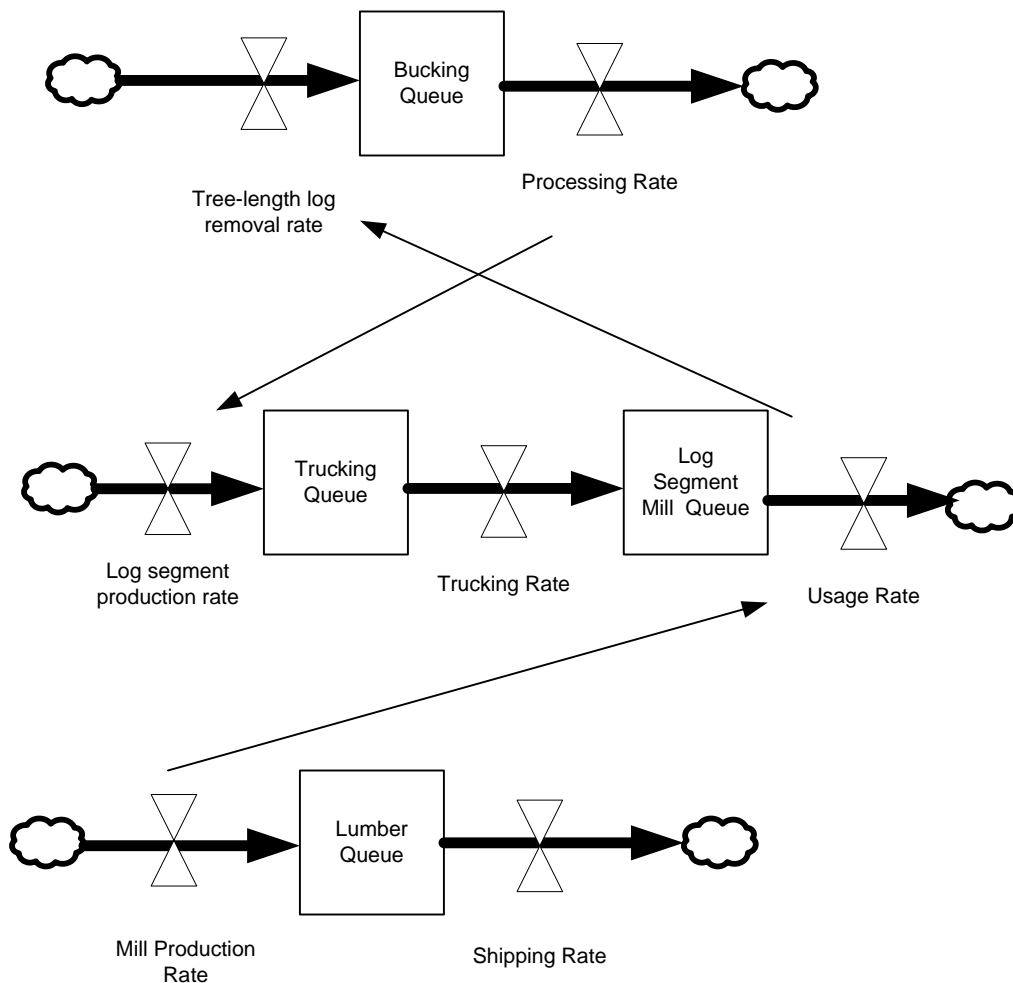 Bucking
Queue
Processing Rate
Tree-length log
removal rate
Trucking
Queue
Log
Segment
Mill Queue
Log segment
production rate
Trucking Rate
Usage Rate
Lumber
Queue
Mill Production
Rate
Shipping Rate